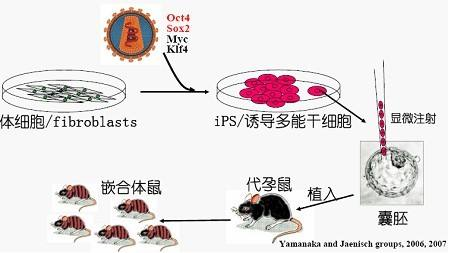 Oct4
Sox2
Myc
Klf4
体细胞/fibroblasts
iPS/诱导多能干细胞
显微注射
囊胚
植入
代孕鼠
嵌合体鼠
Yamanaka and Jaenisch groups, 2006, 2007